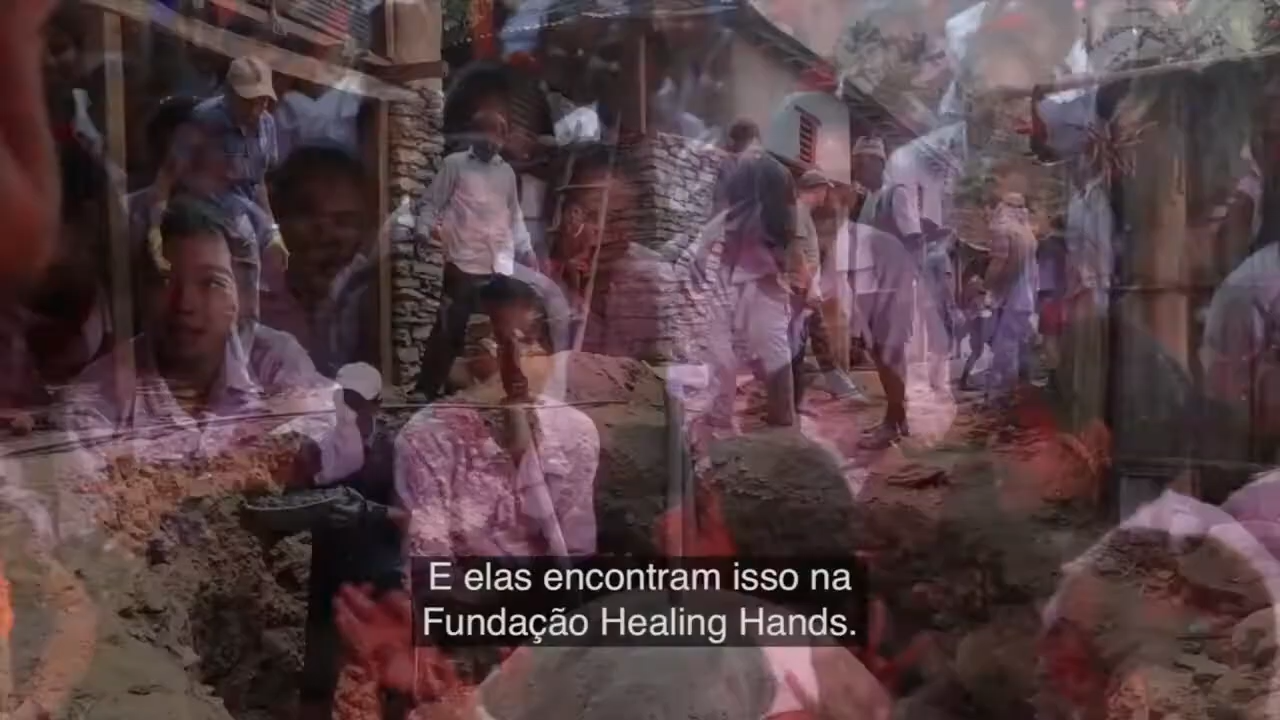 E elas encontram isso na
Fundação Healing Hands.